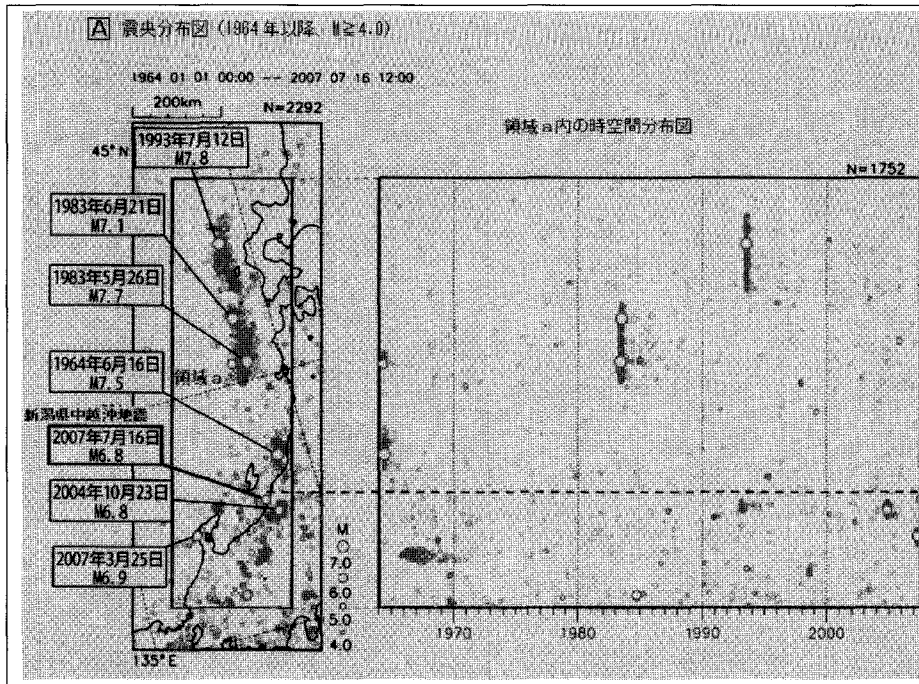 A 震央分布図（1964年以降、M≧4.0）
1964 01 01 00:00 -- 2007 07 16 12:00
200km
N=2292
領域a内の時空間分布図
N=1752
45°N
1993年7月12日
M7.8
1983年6月21日
M7.1
1983年5月26日
M7.7
1964年6月16日
M7.5
領域a
新潟県中越沖地震
2007年7月16日
M6.8
2004年10月23日
M6.8
2007年3月25日
M6.9
M
7.0
6.0
5.0
4.0
135°E
1970
1980
1990
2000